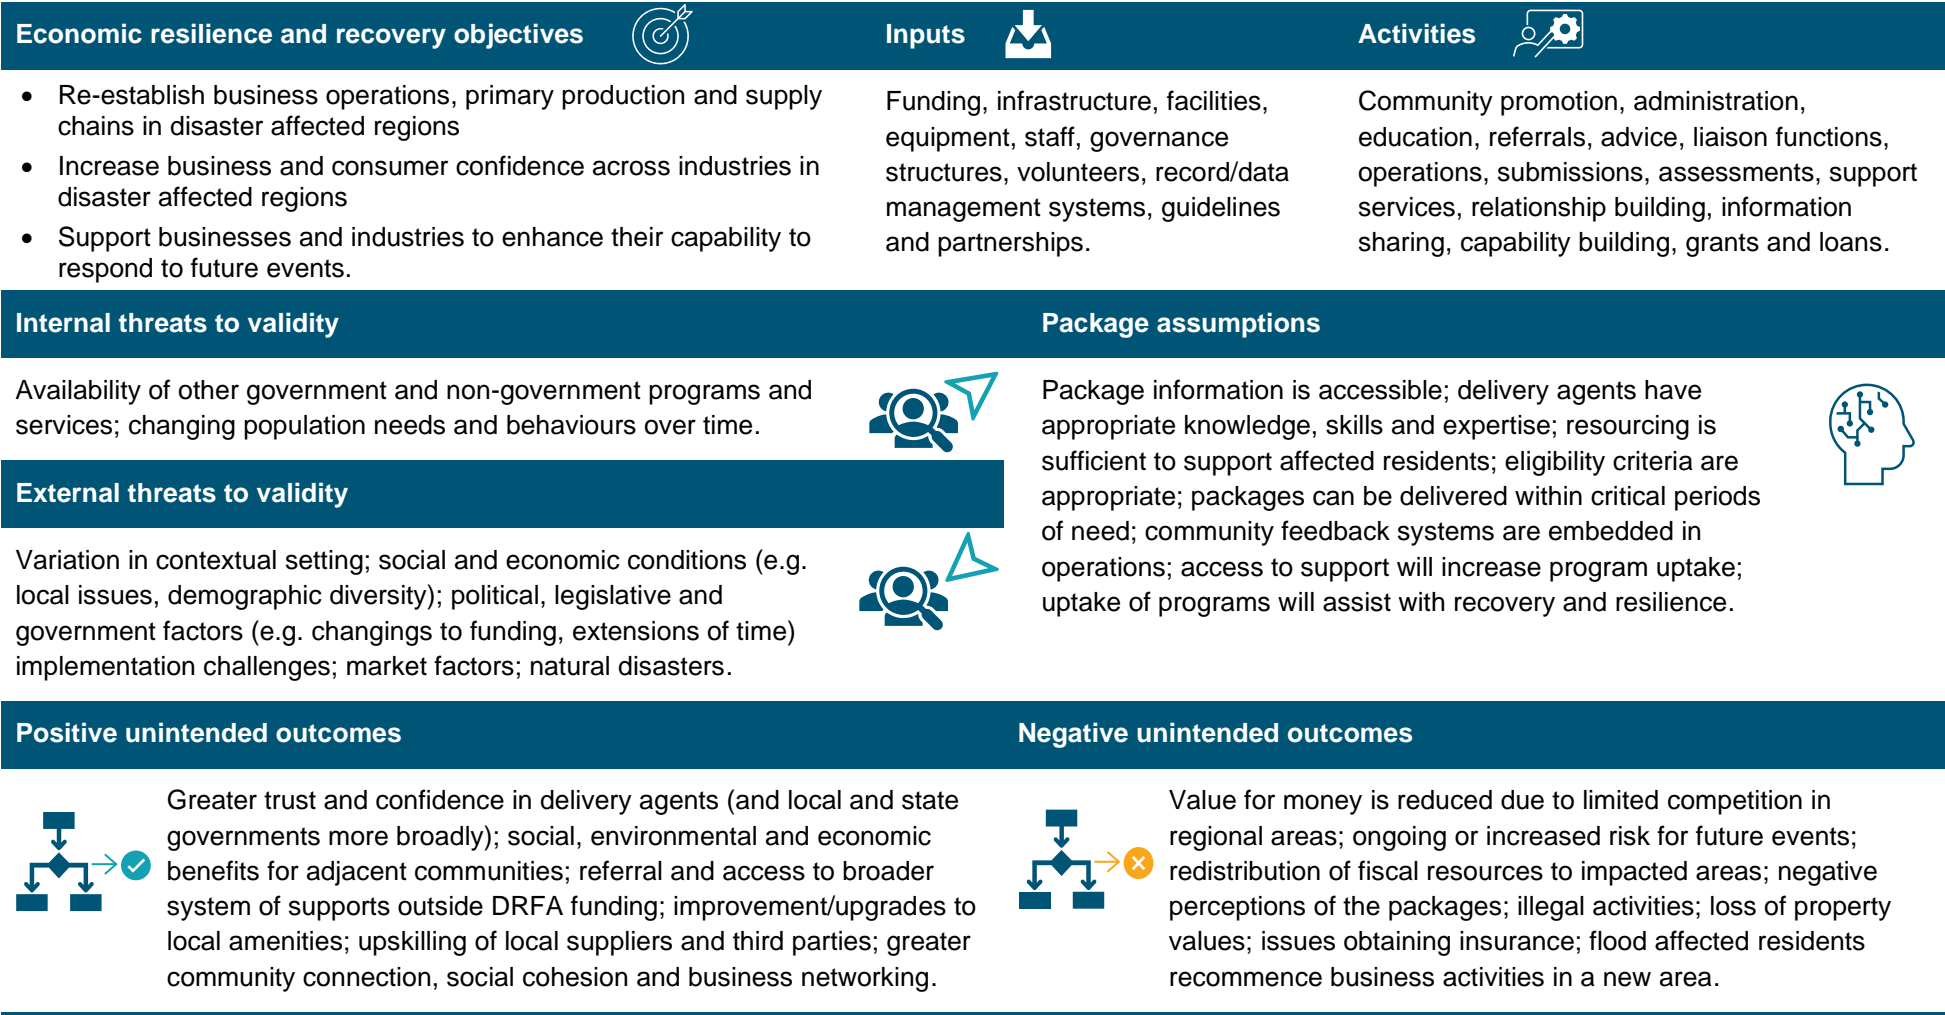 Economic resilience and recovery objectives
Inputs
Activities
• Re-establish business operations, primary production and supply
chains in disaster affected regions
• Increase business and consumer confidence across industries in
disaster affected regions
• Support businesses and industries to enhance their capability to
respond to future events.
Funding, infrastructure, facilities,
equipment, staff, governance
structures, volunteers, record/data
management systems, guidelines
and partnerships.
Community promotion, administration,
education, referrals, advice, liaison functions,
operations, submissions, assessments, support
services, relationship building, information
sharing, capability building, grants and loans.
Internal threats to validity
Availability of other government and non-government programs and
services; changing population needs and behaviours over time.
External threats to validity
Variation in contextual setting; social and economic conditions (e.g.
local issues, demographic diversity); political, legislative and
government factors (e.g. changings to funding, extensions of time)
implementation challenges; market factors; natural disasters.
Package assumptions
Package information is accessible; delivery agents have
appropriate knowledge, skills and expertise; resourcing is
sufficient to support affected residents; eligibility criteria are
appropriate; packages can be delivered within critical periods
of need; community feedback systems are embedded in
operations; access to support will increase program uptake;
uptake of programs will assist with recovery and resilience.
Positive unintended outcomes
Greater trust and confidence in delivery agents (and local and state
governments more broadly); social, environmental and economic
benefits for adjacent communities; referral and access to broader
system of supports outside DRFA funding; improvement/upgrades to
local amenities; upskilling of local suppliers and third parties; greater
community connection, social cohesion and business networking.
Negative unintended outcomes
Value for money is reduced due to limited competition in
regional areas; ongoing or increased risk for future events;
redistribution of fiscal resources to impacted areas; negative
perceptions of the packages; illegal activities; loss of property
values; issues obtaining insurance; flood affected residents
recommence business activities in a new area.